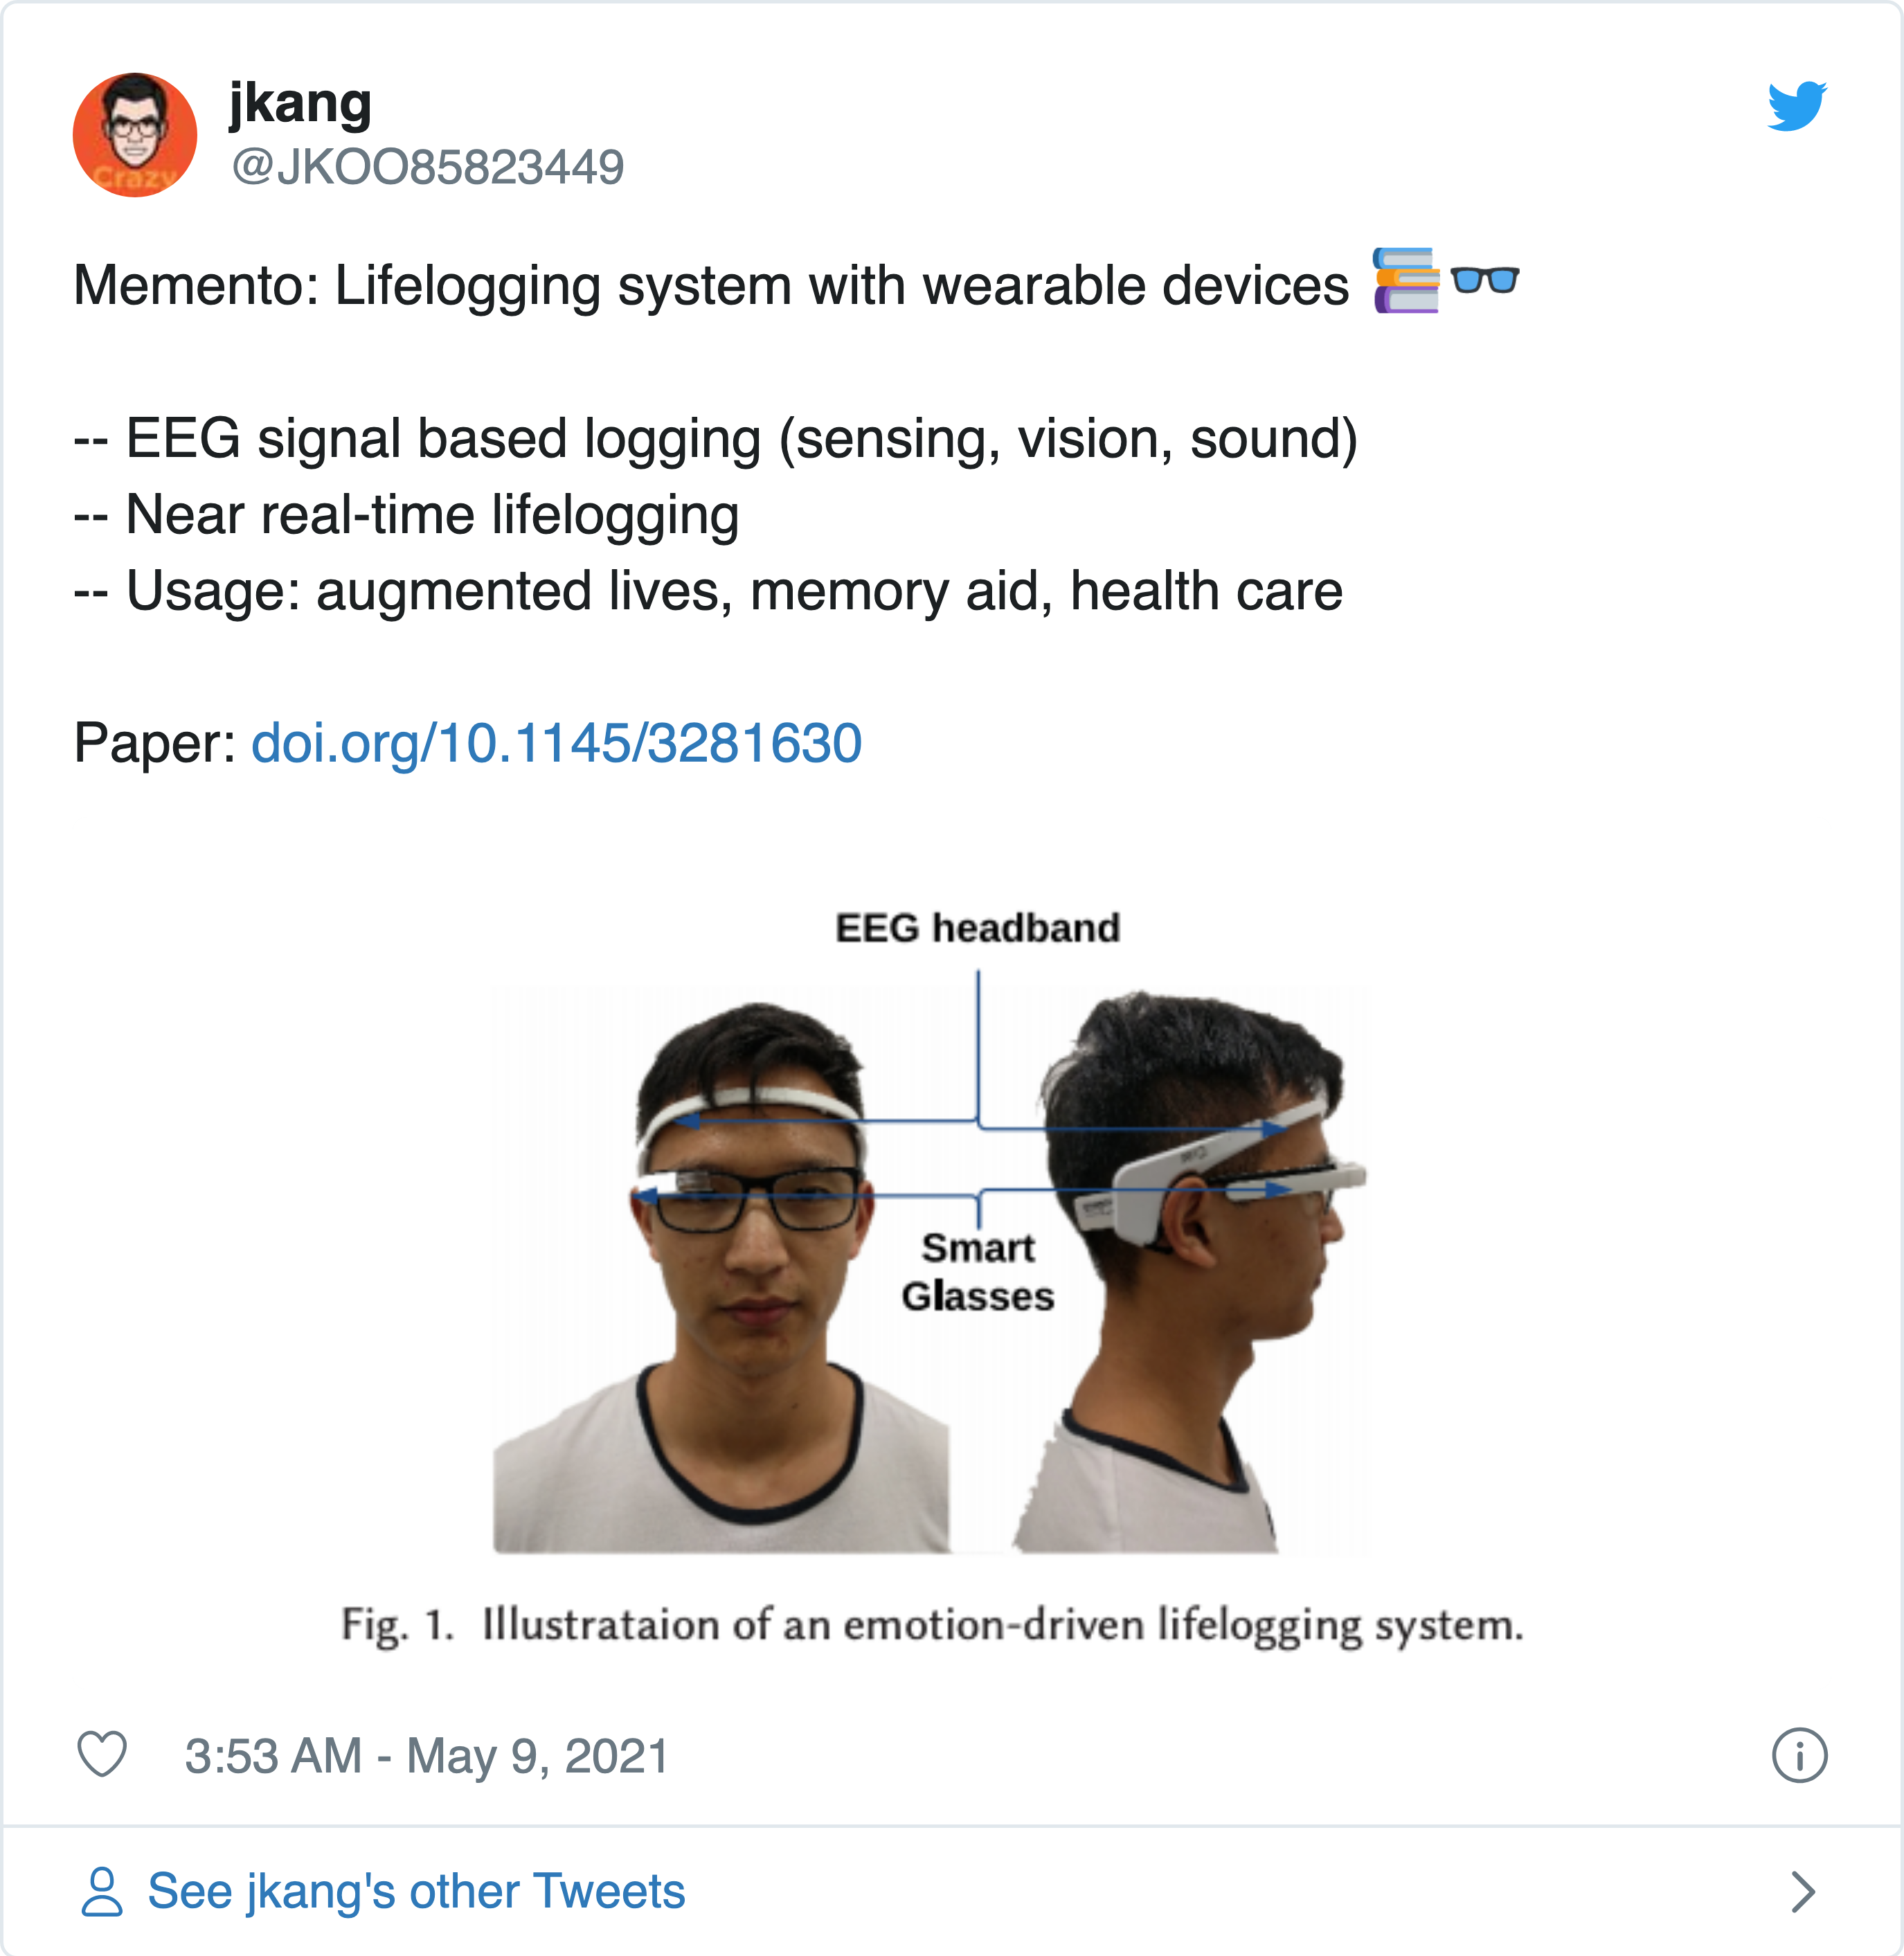 jkang
@JKOO85823449
Crazy
Memento: Lifelogging system with wearable devices 📚🕶️
-- EEG signal based logging (sensing, vision, sound)
-- Near real-time lifelogging
-- Usage: augmented lives, memory aid, health care
Paper: doi.org/10.1145/3281630
EEG headband
Smart
Glasses
Fig. 1. Illustrataion of an emotion-driven lifelogging system.
3:53 AM - May 9, 2021
See jkang's other Tweets